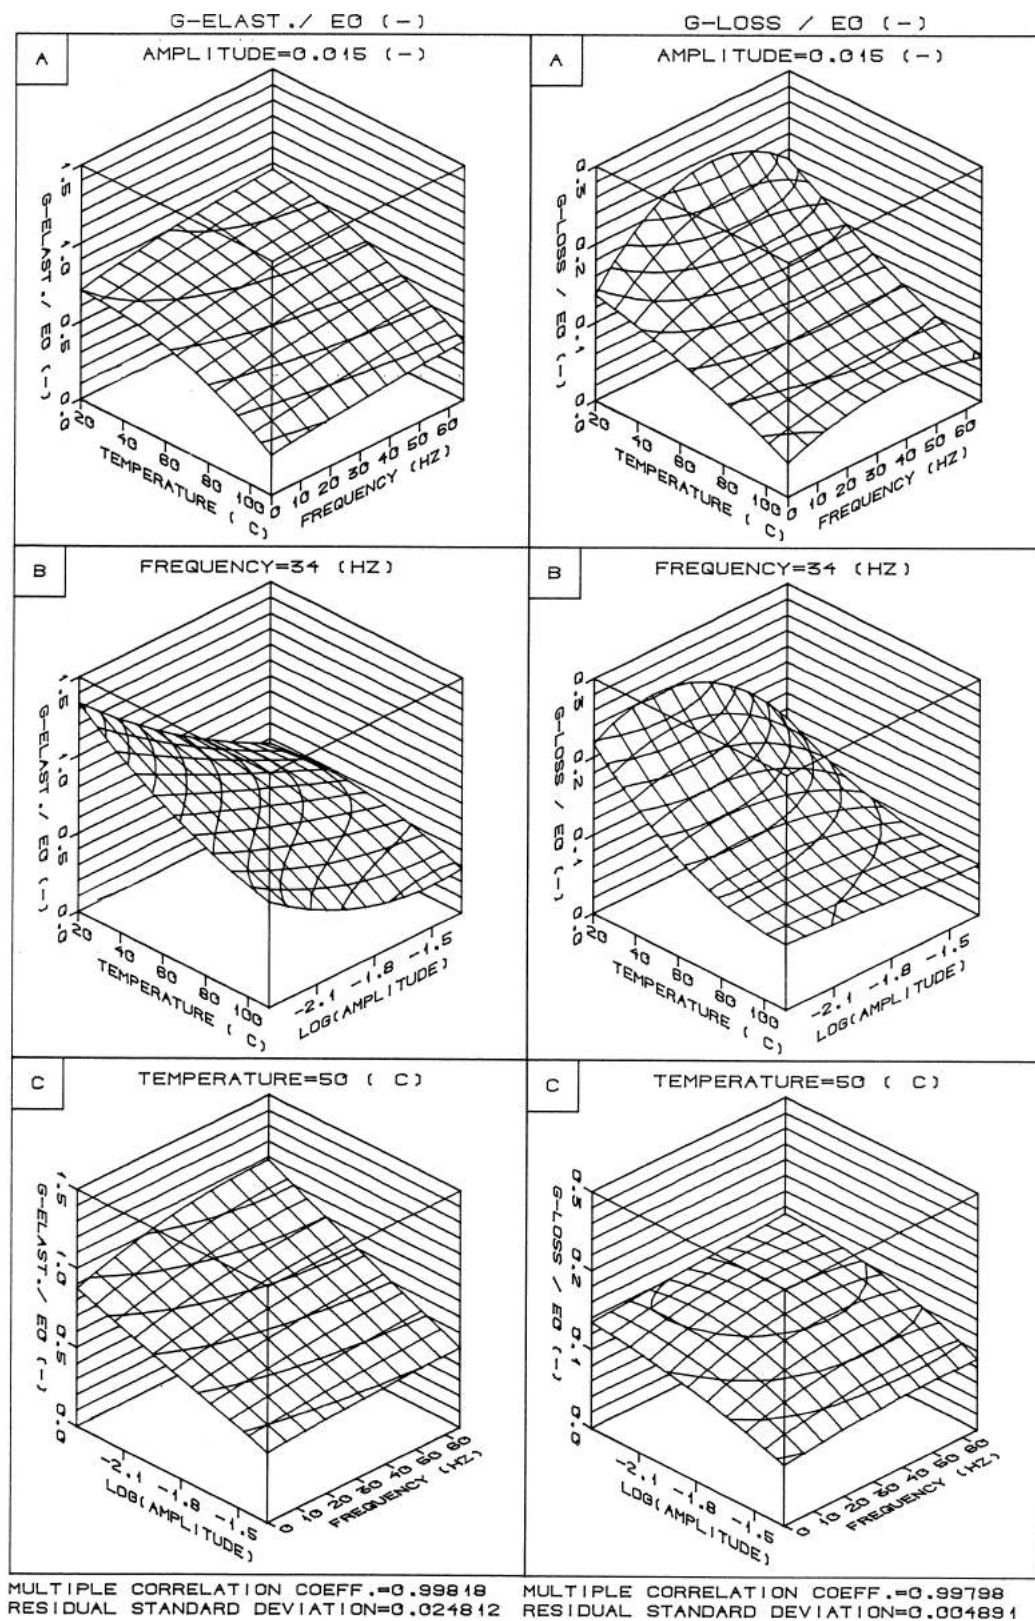 G-ELAST./ E0 (-)
G-LOSS / E0 (-)
A
AMPLITUDE=0.015 (-)
1.5
1.0
0.5
0.0
G-ELAST./ E0 (-)
20 40 60 80 100
TEMPERATURE ( C)
0 10 20 30 40 50 60
FREQUENCY (HZ)
A
AMPLITUDE=0.015 (-)
0.3
0.2
0.1
0.0
G-LOSS / E0 (-)
20 40 60 80 100
TEMPERATURE ( C)
0 10 20 30 40 50 60
FREQUENCY (HZ)
B
FREQUENCY=34 (HZ)
1.5
1.0
0.5
0.0
G-ELAST./ E0 (-)
20 40 60 80 100
TEMPERATURE ( C)
-2.1 -1.8 -1.5
LOG(AMPLITUDE)
B
FREQUENCY=34 (HZ)
0.3
0.2
0.1
0.0
G-LOSS / E0 (-)
20 40 60 80 100
TEMPERATURE ( C)
-2.1 -1.8 -1.5
LOG(AMPLITUDE)
C
TEMPERATURE=50 ( C)
1.5
1.0
0.5
0.0
G-ELAST./ E0 (-)
-2.1 -1.8 -1.5
LOG(AMPLITUDE)
0 10 20 30 40 50 60
FREQUENCY (HZ)
C
TEMPERATURE=50 ( C)
0.3
0.2
0.1
0.0
G-LOSS / E0 (-)
-2.1 -1.8 -1.5
LOG(AMPLITUDE)
0 10 20 30 40 50 60
FREQUENCY (HZ)
MULTIPLE CORRELATION COEFF.=0.99818
RESIDUAL STANDARD DEVIATION=0.024812
MULTIPLE CORRELATION COEFF.=0.99798
RESIDUAL STANDARD DEVIATION=0.004891